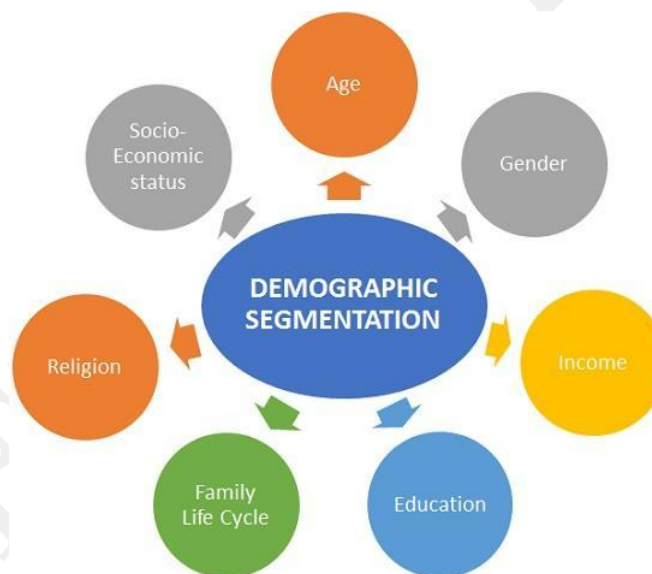 Age
Gender
Income
Education
Family
Life Cycle
Religion
Socio-
Economic
status
DEMOGRAPHIC
SEGMENTATION